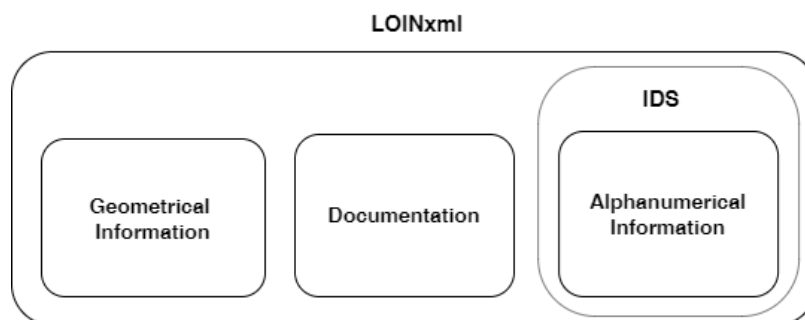 LOINxml
IDS
Geometrical
Information
Documentation
Alphanumerical
Information